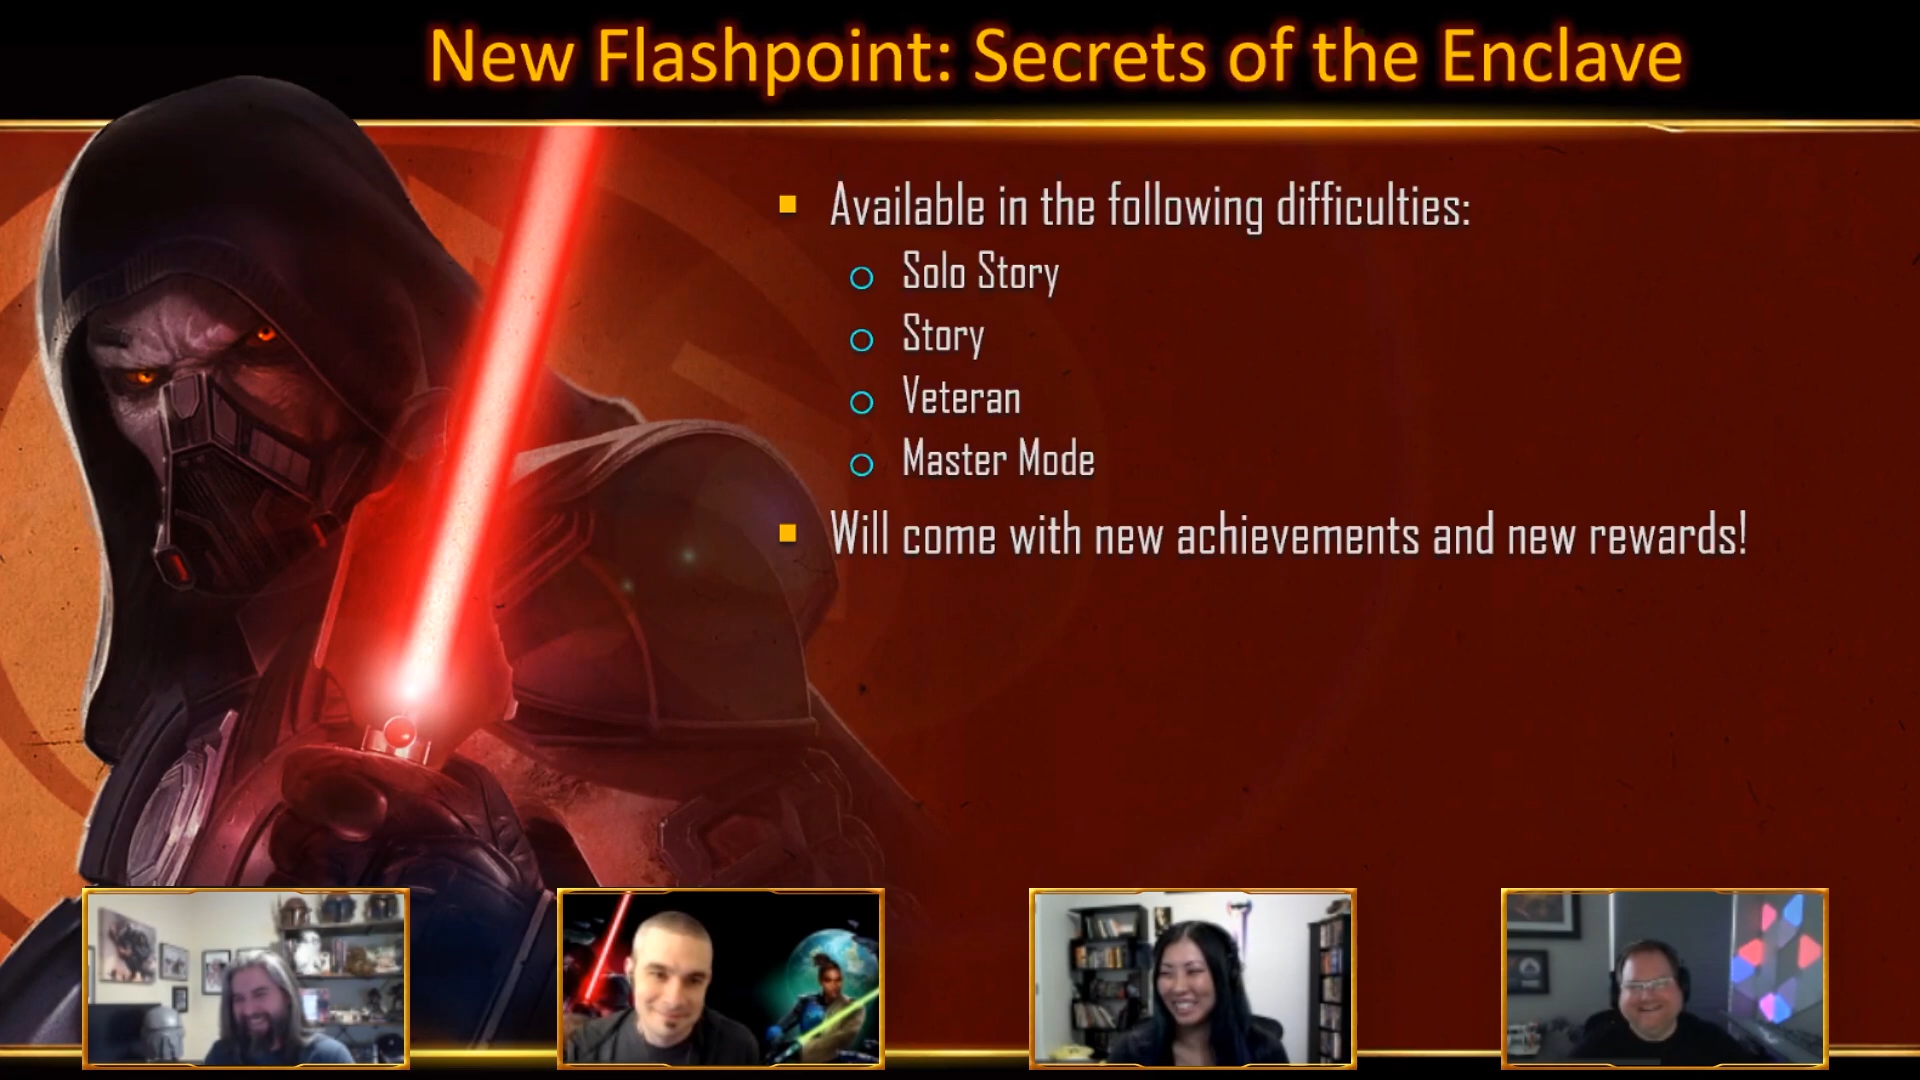 New Flashpoint: Secrets of the Enclave
Available in the following difficulties:
Solo Story
Story
Veteran
Master Mode
Will come with new achievements and new rewards!